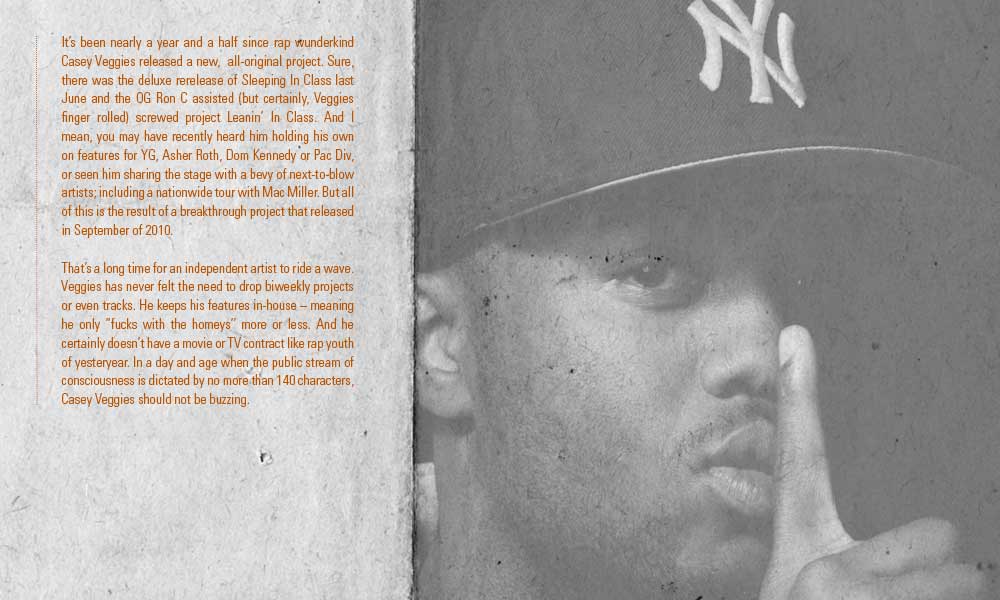 NY
It's been nearly a year and a half since rap wunderkind
Casey Veggies released a new, all-original project. Sure,
there was the deluxe rerelease of Sleeping In Class last
June and the OG Ron C assisted (but certainly, Veggies
finger rolled) screwed project Leanin' In Class. And I
mean, you may have recently heard him holding his own
on features for YG, Asher Roth, Dom Kennedy or Pac Div,
or seen him sharing the stage with a bevy of next-to-blow
artists; including a nationwide tour with Mac Miller. But all
of this is the result of a breakthrough project that released
in September of 2010.
That's a long time for an independent artist to ride a wave.
Veggies has never felt the need to drop biweekly projects
or even tracks. He keeps his features in-house – meaning
he only "fucks with the homeys" more or less. And he
certainly doesn't have a movie or TV contract like rap youth
of yesteryear. In a day and age when the public stream of
consciousness is dictated by no more than 140 characters,
Casey Veggies should not be buzzing.